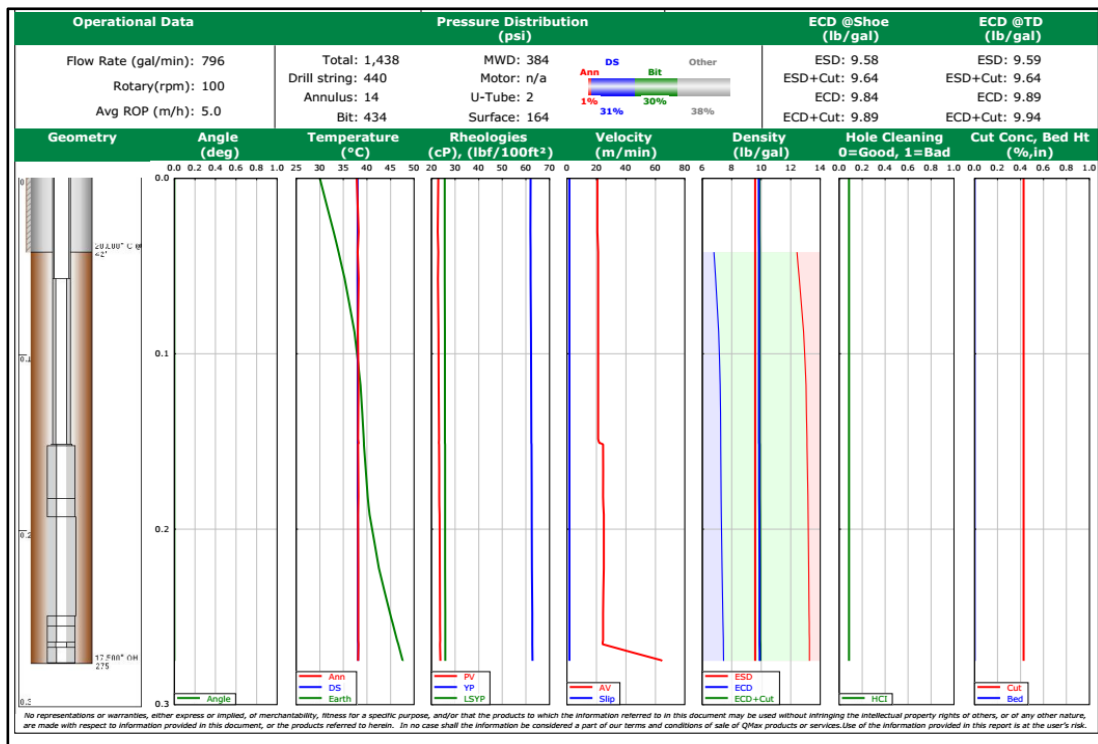 Operational Data
Flow Rate (gal/min): 796
Rotary(rpm): 100
Avg ROP (m/h): 5.0
Pressure Distribution
(psi)
Total: 1,438
Drill string: 440
Annulus: 14
Bit: 434
MWD: 384
Motor: n/a
U-Tube: 2
Surface: 164
DS Other
Ann Bit
1% 30%
31% 38%
ECD @Shoe
(lb/gal)
ESD: 9.58
ESD+Cut: 9.64
ECD: 9.84
ECD+Cut: 9.89
ECD @TD
(lb/gal)
ESD: 9.59
ESD+Cut: 9.64
ECD: 9.89
ECD+Cut: 9.94
Geometry
275
Angle
(deg)
0.0 0.2 0.4 0.6 0.8 1.0
Angle
Temperature
(°C)
25 30 35 40 45 50
0.0
0.1
0.2
0.3
Ann
DS
Earth
Rheologies
(cP), (lbf/100ft²)
20 30 40 50 60 70
PV
YP
LSYP
Velocity
(m/min)
0 20 40 60 80
AV
Slip
Density
(lb/gal)
6 8 10 12 14
ESD
ECD
ECD+Cut
Hole Cleaning
0=Good, 1=Bad
0.0 0.2 0.4 0.6 0.8 1.0
HCI
Cut Conc, Bed Ht
(%,in)
0.0 0.2 0.4 0.6 0.8 1.0
Cut
Bed
No representations or warranties, either express or implied, of merchantability, fitness for a specific purpose, and/or that the products to which the information referred to in this document may be used without infringing the intellectual property rights of others, or of any other nature,
are made with respect to information provided in this document, or the products referred to herein. In no case shall the information be considered a part of our terms and conditions of sale of QMax products or services.Use of the information provided in this report is at the user's risk.